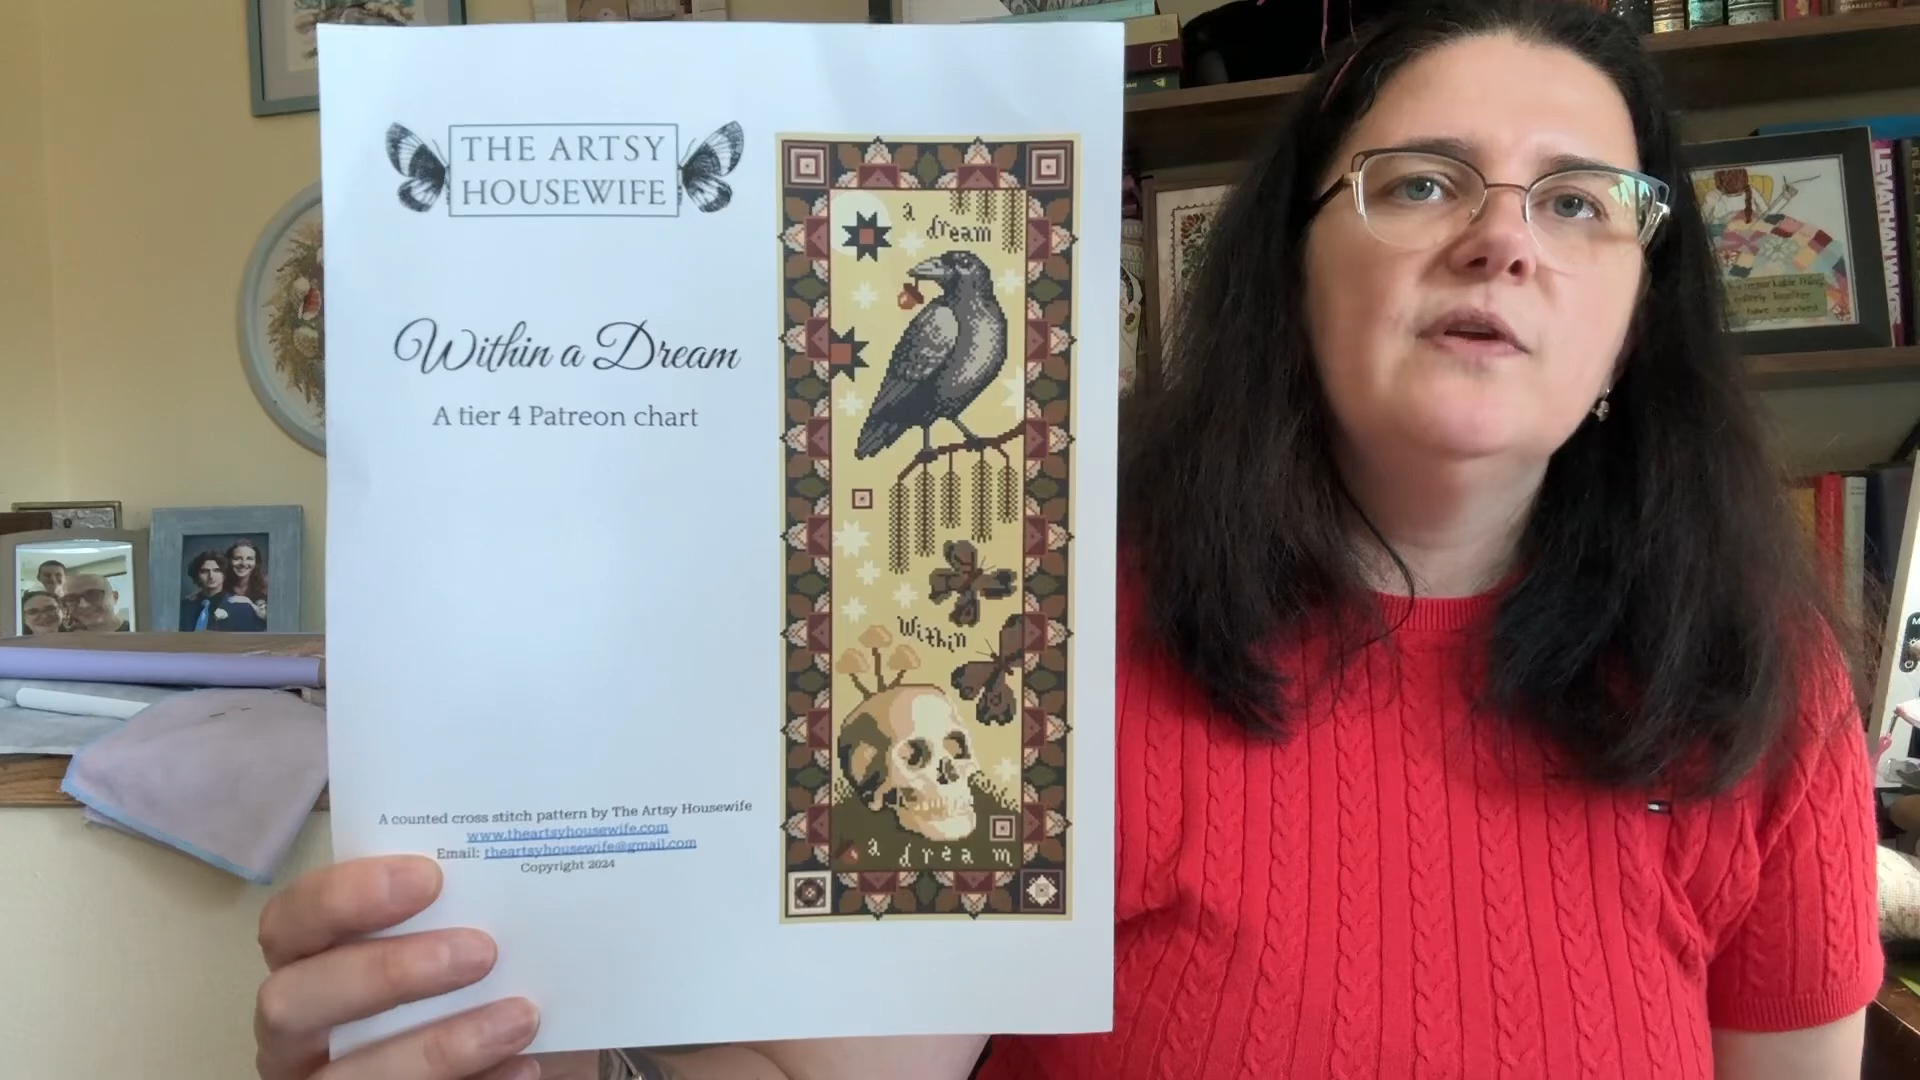 THE ARTSY
HOUSEWIFE
Within a Dream
A tier 4 Patreon chart
A counted cross stitch pattern by The Artsy Housewife
www.theartsyhousewife.com
Email: theartsyhousewife@gmail.com
Copyright 2024
a
dream
Within
a dream
LEVIATHAN WAKES